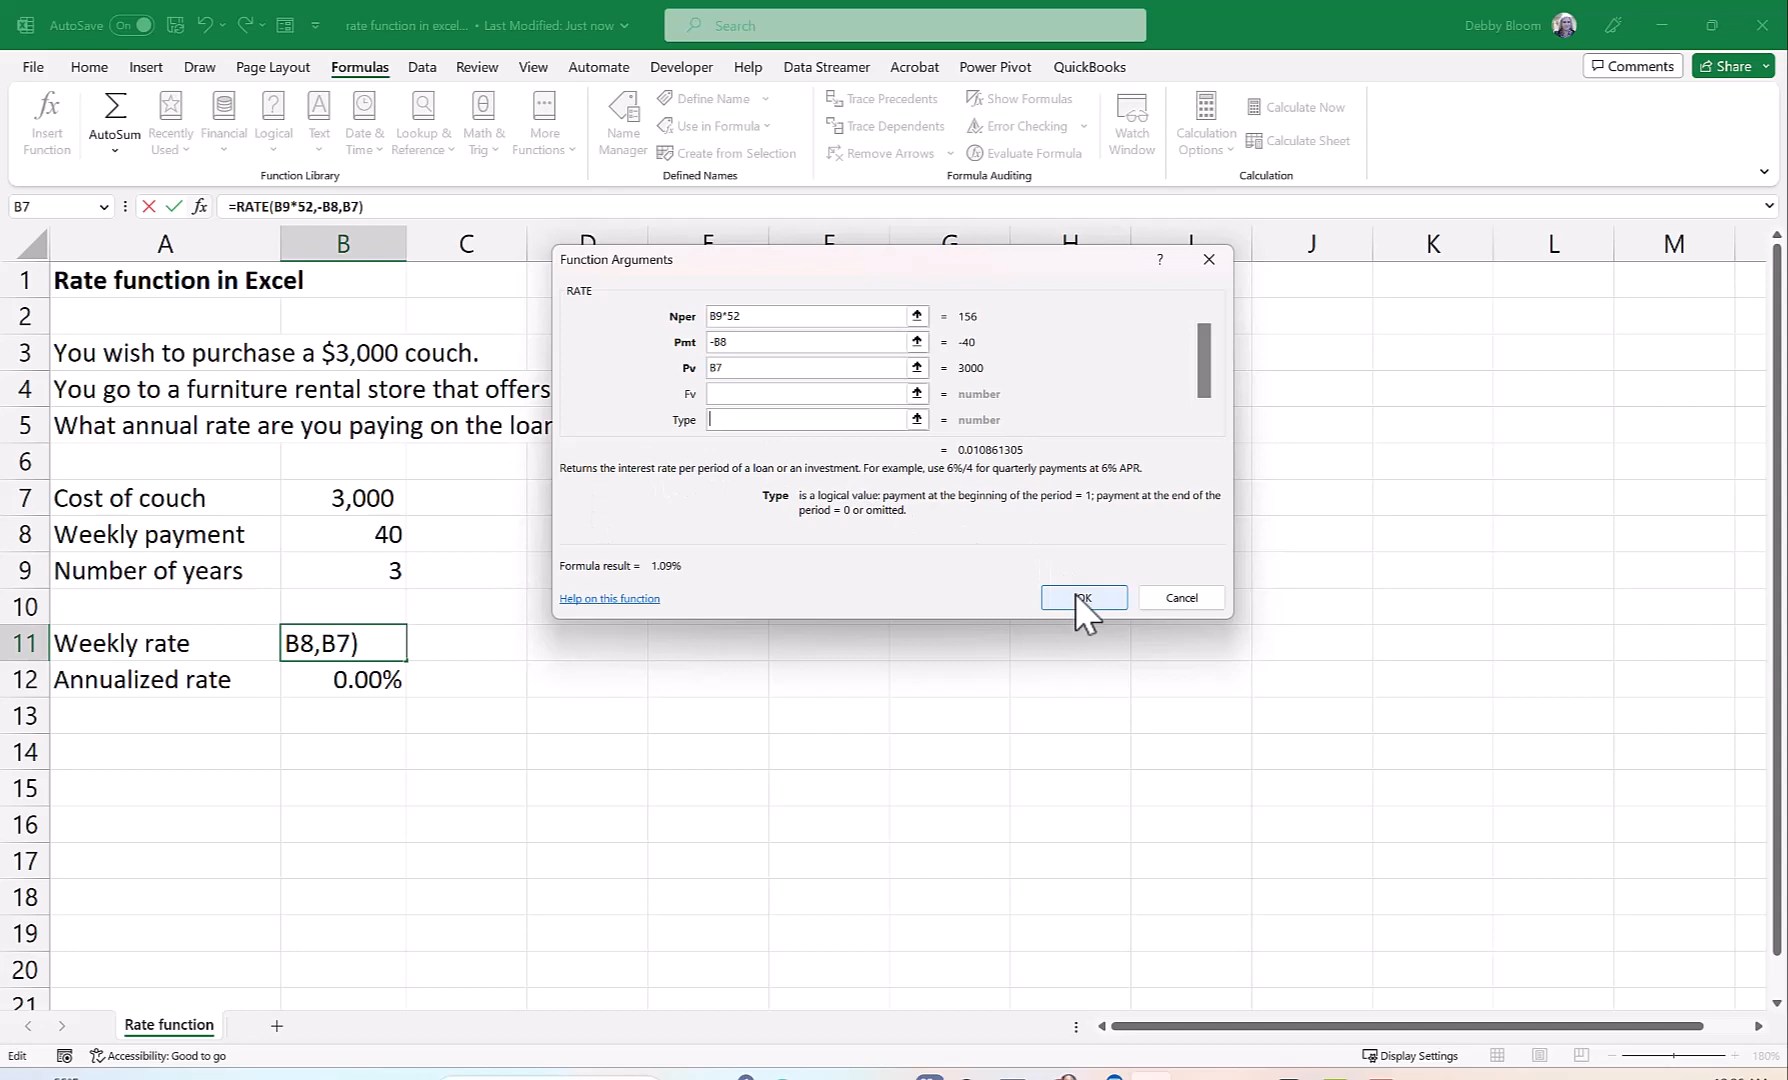 AutoSave On rate function in excel... • Last Modified: Just now Search Debby Bloom
File Home Insert Draw Page Layout Formulas Data Review View Automate Developer Help Data Streamer Acrobat Power Pivot QuickBooks Comments Share
Insert Function
AutoSum
Recently Used
Financial
Logical
Text
Date & Time
Lookup & Reference
Math & Trig
More Functions
Function Library
Name Manager
Define Name
Use in Formula
Create from Selection
Defined Names
Trace Precedents
Trace Dependents
Remove Arrows
Show Formulas
Error Checking
Evaluate Formula
Formula Auditing
Watch Window
Calculation Options
Calculate Now
Calculate Sheet
Calculation
B7 fx =RATE(B9*52,-B8,B7)
A B C J K L M
1 Rate function in Excel
2
3 You wish to purchase a $3,000 couch.
4 You go to a furniture rental store that offers
5 What annual rate are you paying on the loan
6
7 Cost of couch 3,000
8 Weekly payment 40
9 Number of years 3
10
11 Weekly rate B8,B7)
12 Annualized rate 0.00%
13
14
15
16
17
18
19
20
21
Function Arguments ?
RATE
Nper B9*52 = 156
Pmt -B8 = -40
Pv B7 = 3000
Fv = number
Type = number
= 0.010861305
Returns the interest rate per period of a loan or an investment. For example, use 6%/4 for quarterly payments at 6% APR.
Type is a logical value: payment at the beginning of the period = 1; payment at the end of the
period = 0 or omitted.
Formula result = 1.09%
Help on this function
OK Cancel
Rate function
Edit Accessibility: Good to go Display Settings 180%